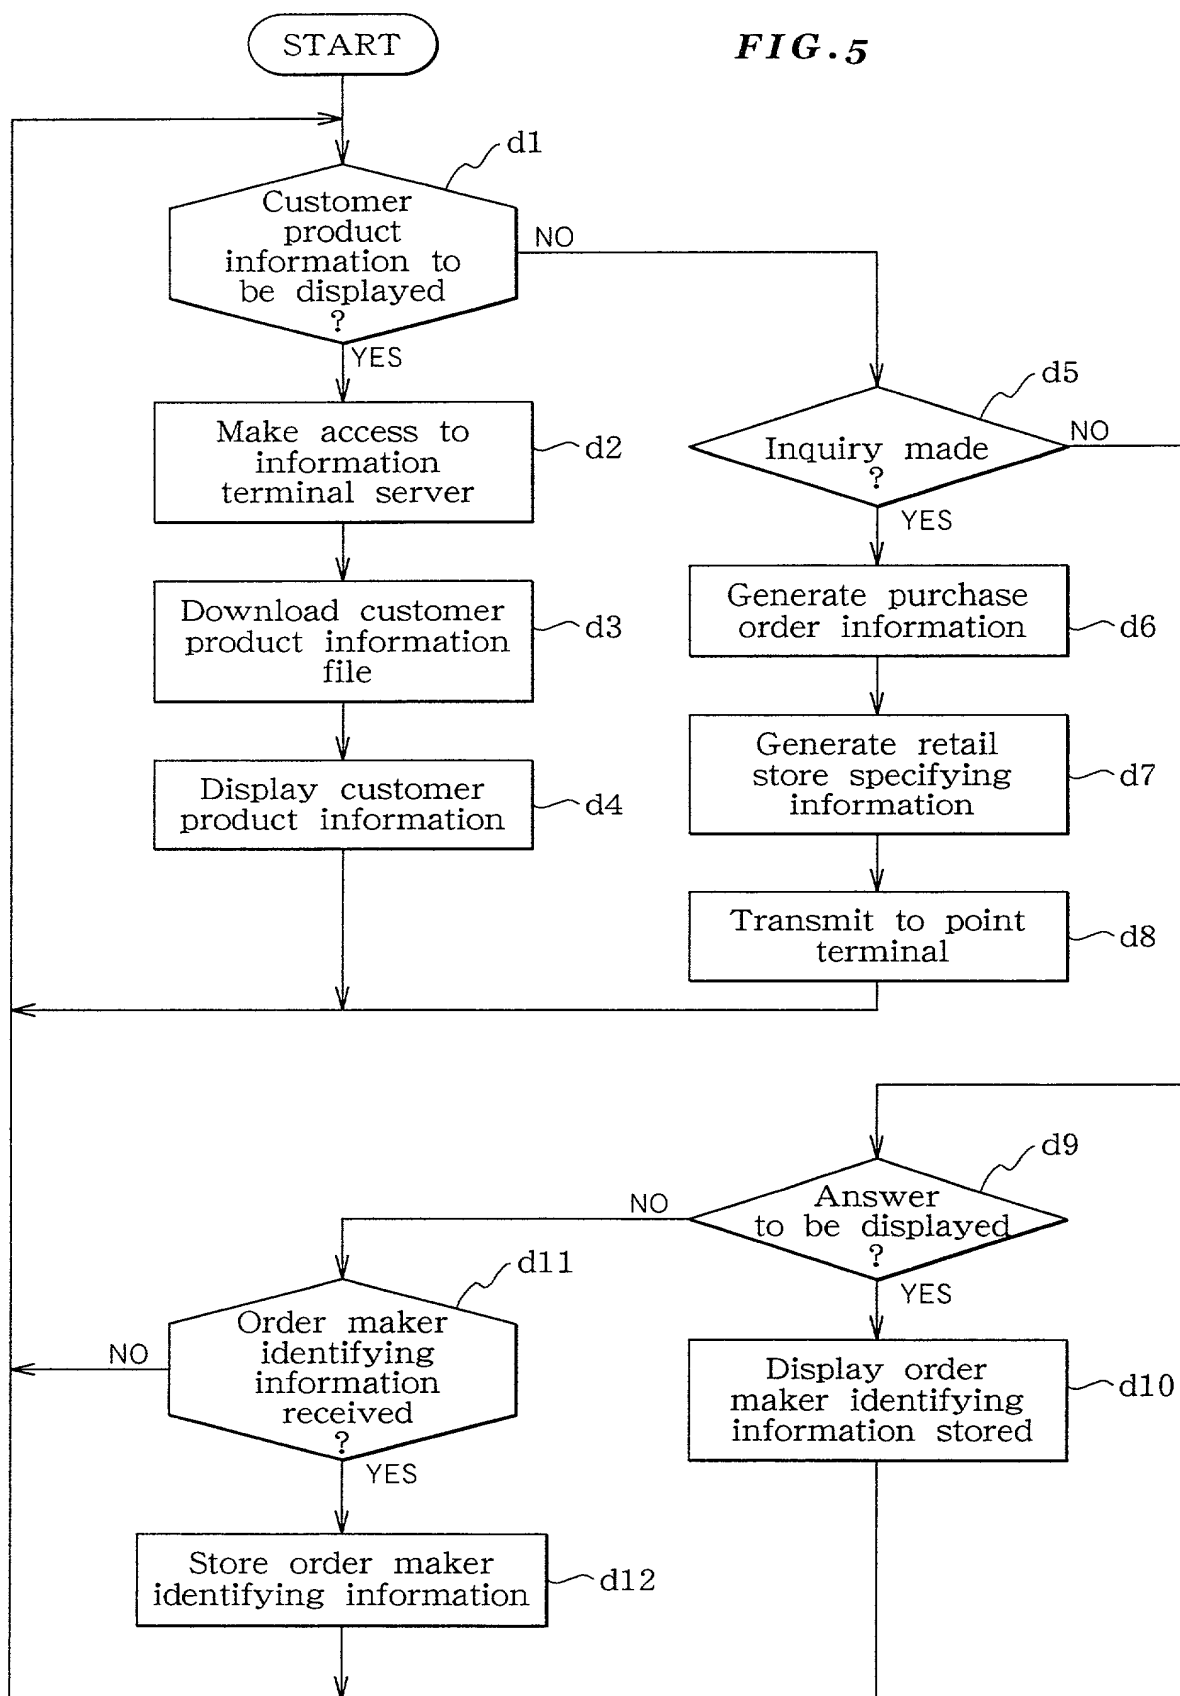 START
FIG.5
d1
Customer
product
information to
be displayed
?
NO
YES
Make access to
information
terminal server
d2
Download customer
product information
file
d3
Display customer
product information
d4
d5
Inquiry made
?
NO
YES
Generate purchase
order information
d6
Generate retail
store specifying
information
d7
Transmit to point
terminal
d8
d9
Answer
to be displayed
?
NO
YES
Display order
maker identifying
information stored
d10
d11
Order maker
identifying
information
received
?
NO
YES
Store order maker
identifying information
d12